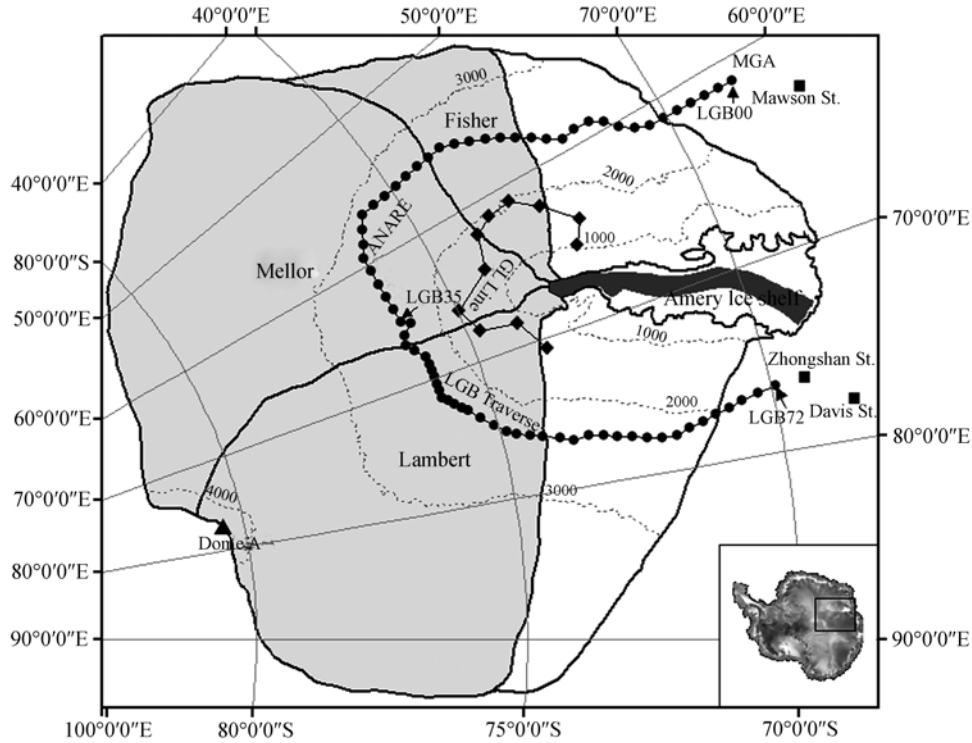 40°0′0″E
50°0′0″E
70°0′0″E
60°0′0″E
3000
MGA
Mawson St.
LGB00
Fisher
40°0′0″E
2000
ANARE
1000
70°0′0″E
80°0′0″S
Mellor
GL Line
LGB35
Amery Ice shelf
50°0′0″E
1000
Zhongshan St.
LGB Traverse
2000
Davis St.
LGB72
60°0′0″E
80°0′0″E
Lambert
3000
4000
70°0′0″E
Dome A
80°0′0″E
90°0′0″E
90°0′0″E
100°0′0″E
80°0′0″S
75°0′0″S
70°0′0″S